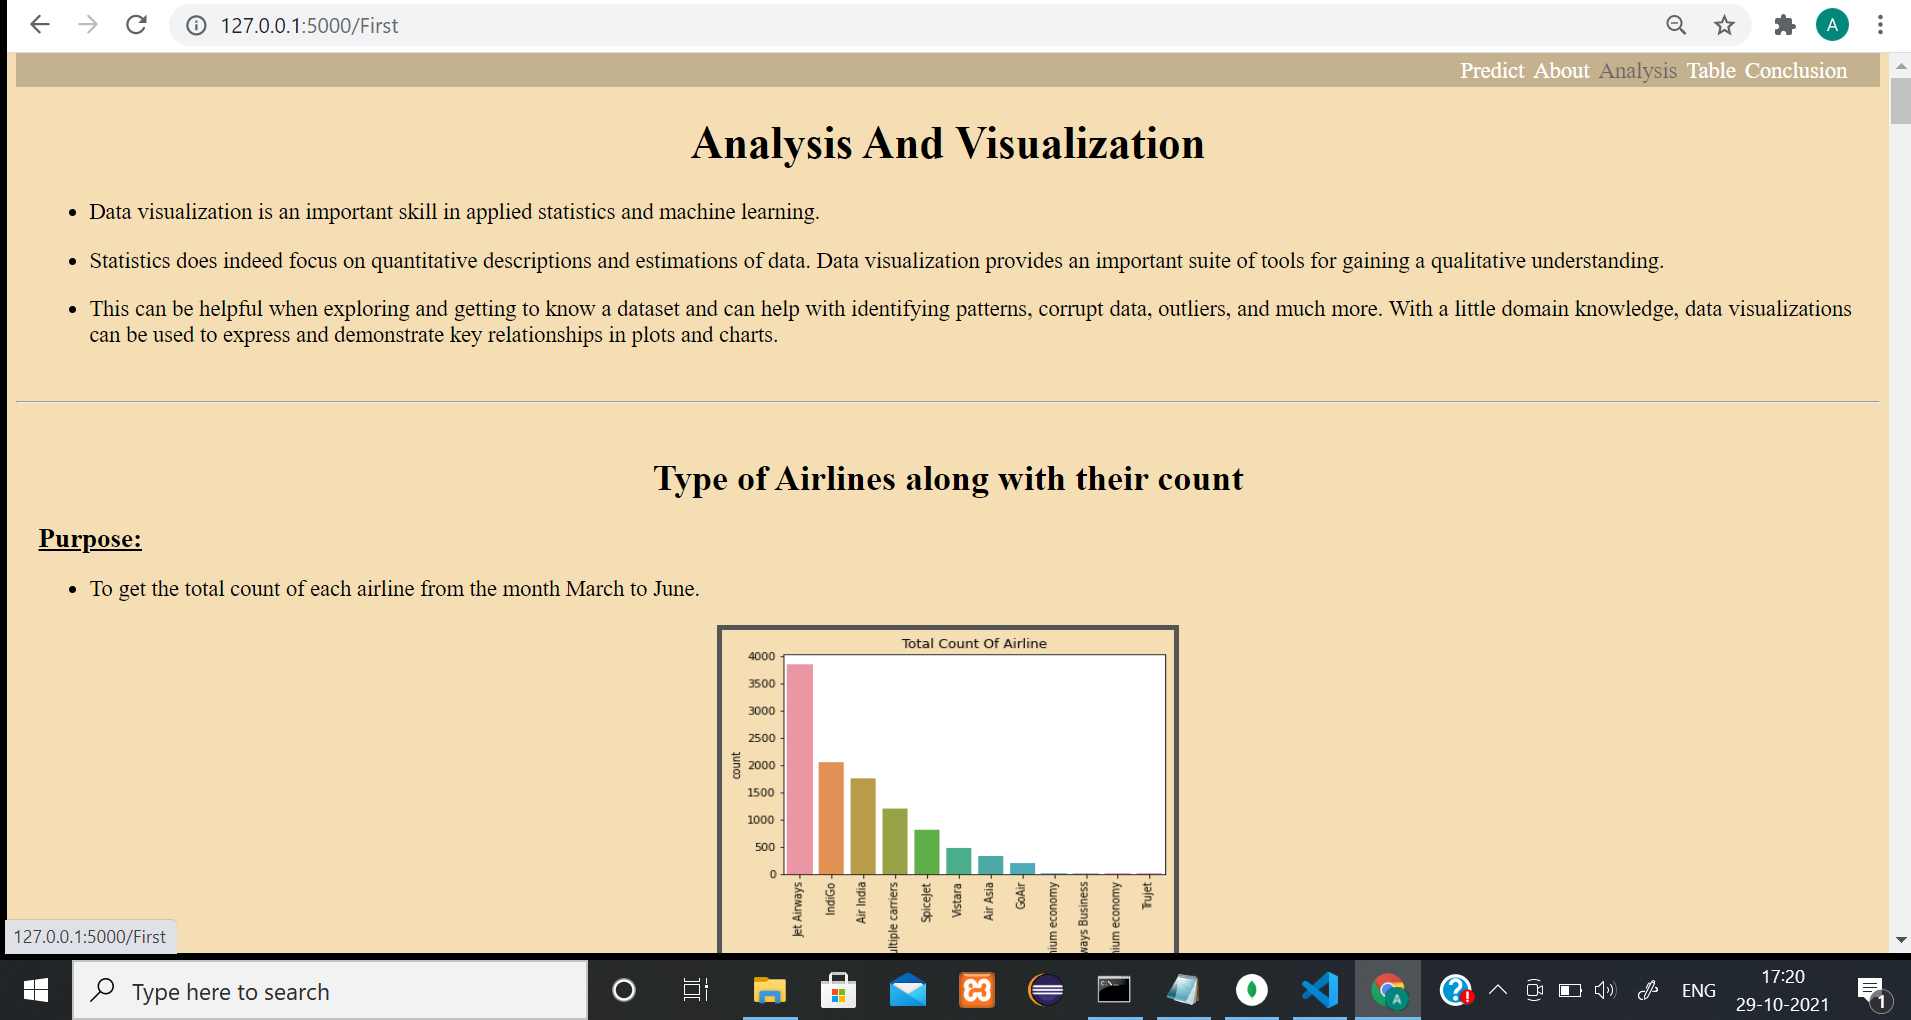 127.0.0.1:5000/First
A
Predict About Analysis Table Conclusion
Analysis And Visualization
• Data visualization is an important skill in applied statistics and machine learning.
• Statistics does indeed focus on quantitative descriptions and estimations of data. Data visualization provides an important suite of tools for gaining a qualitative understanding.
• This can be helpful when exploring and getting to know a dataset and can help with identifying patterns, corrupt data, outliers, and much more. With a little domain knowledge, data visualizations
can be used to express and demonstrate key relationships in plots and charts.
Type of Airlines along with their count
Purpose:
• To get the total count of each airline from the month March to June.
Total Count Of Airline
4000
3500
3000
2500
2000
1500
1000
500
0
count
Jet Airways
IndiGo
Air India
ultiple carriers
SpiceJet
Vistara
Air Asia
GoAir
nium economy
ways Business
ium economy
Trujet
127.0.0.1:5000/First
Type here to search
A
ENG
17:20
29-10-2021
1